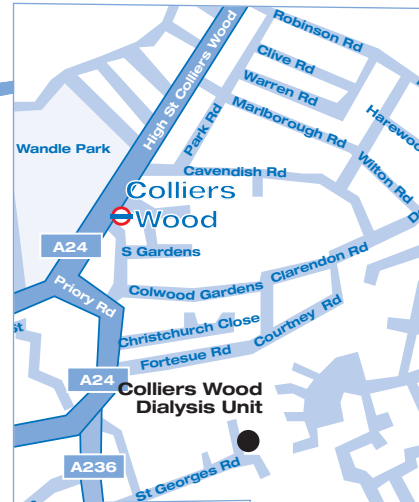 Robinson Rd
Clive Rd
High St Colliers Wood
Warren Rd
Marlborough Rd
Park Rd
Harewood
Wandle Park
Cavendish Rd
Wilton Rd
Colliers
Wood
A24
S Gardens
Clarendon Rd
Priory Rd
Colwood Gardens
Courtney Rd
Christchurch Close
Fortesue Rd
A24
Colliers Wood
Dialysis Unit
A236
St Georges Rd